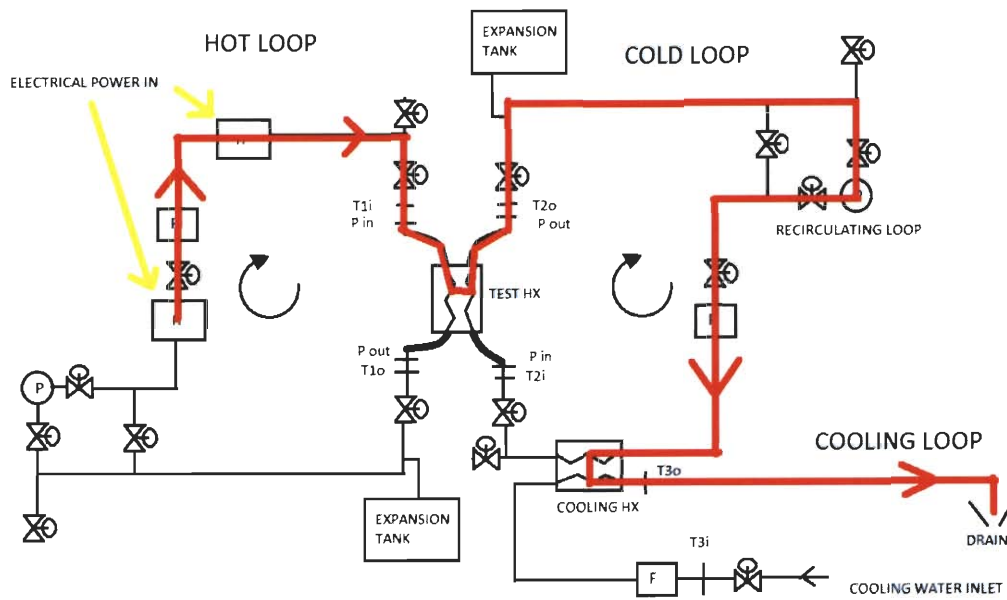 HOT LOOP
EXPANSION
TANK
COLD LOOP
ELECTRICAL POWER IN
T1i
P in
T2o
P out
RECIRCULATING LOOP
TEST HX
P out
T1o
P in
T2i
P
COOLING LOOP
T3o
COOLING HX
EXPANSION
TANK
DRAIN
T3i
F
COOLING WATER INLET